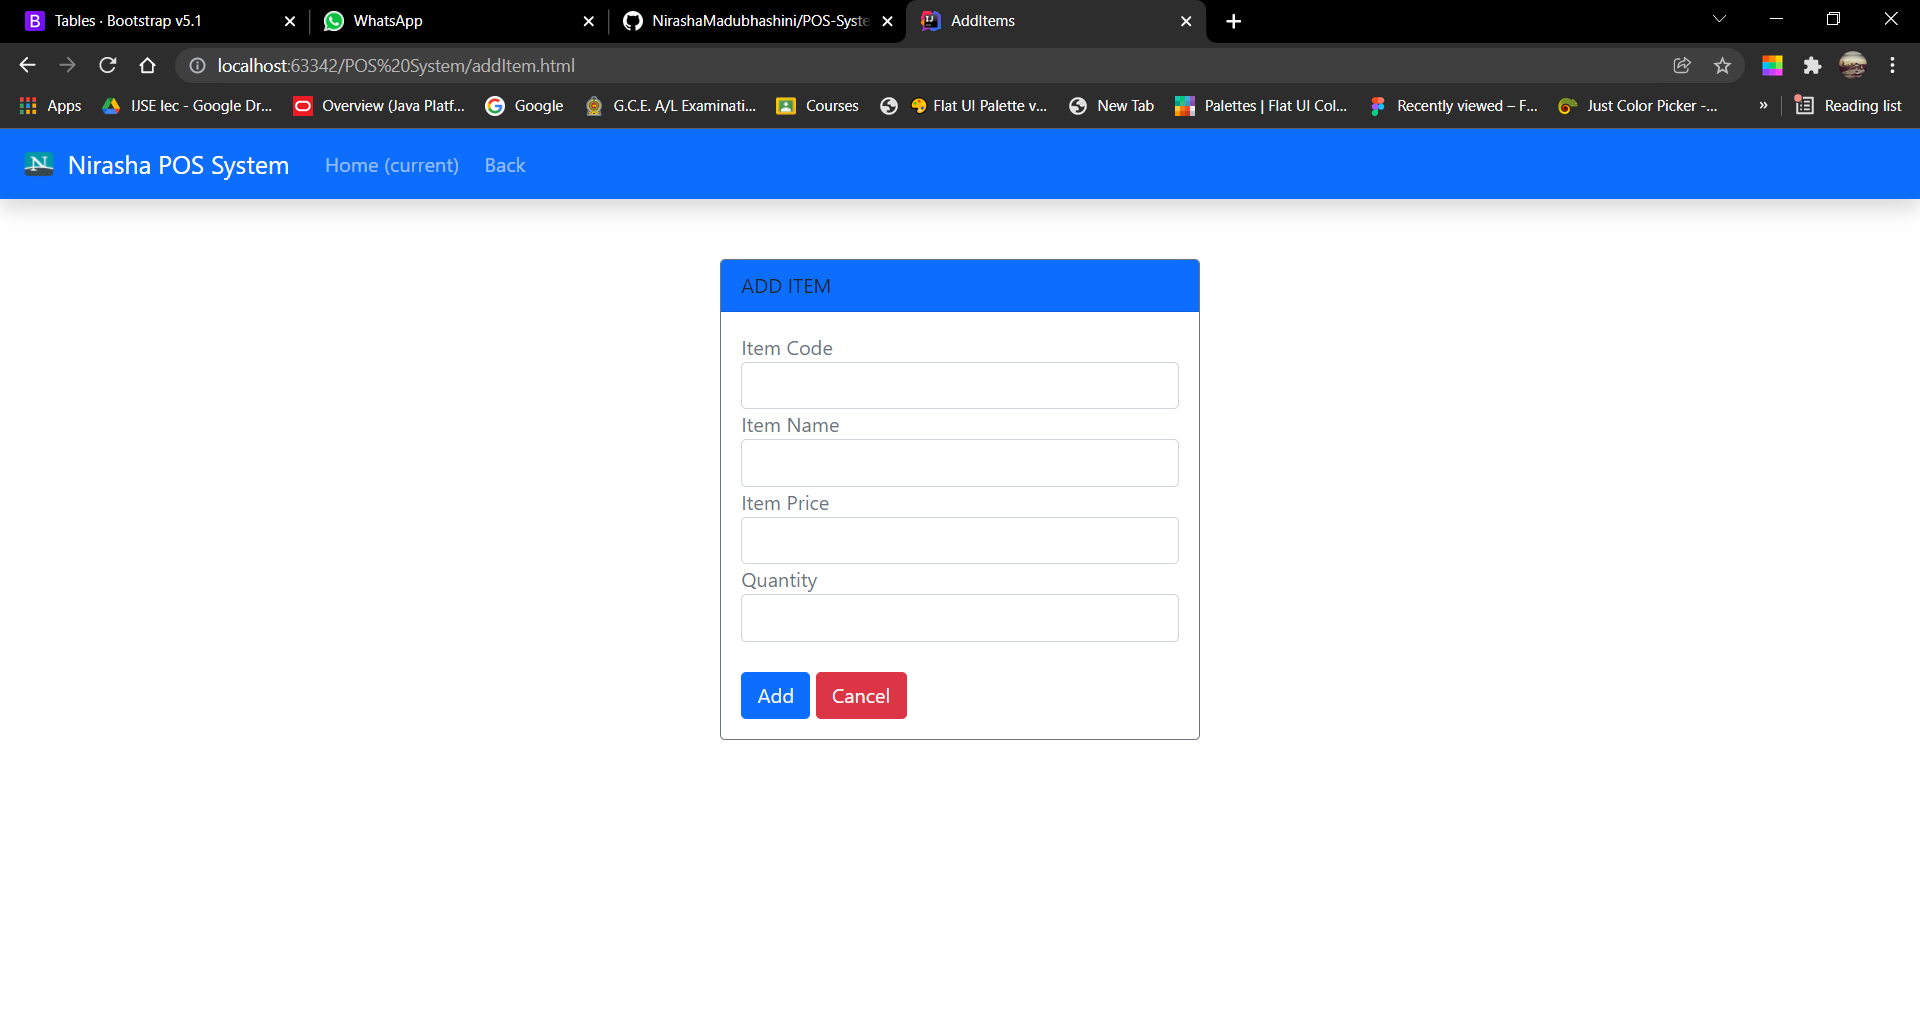 Tables · Bootstrap v5.1
WhatsApp
NirashaMadubhashini/POS-Syste
AddItems
localhost:63342/POS%20System/addItem.html
Apps
IJSE lec - Google Dr...
Overview (Java Platf...
Google
G.C.E. A/L Examinati...
Courses
Flat UI Palette v...
New Tab
Palettes | Flat UI Col...
Recently viewed – F...
Just Color Picker -...
»
Reading list
N Nirasha POS System
Home (current)
Back
ADD ITEM
Item Code
Item Name
Item Price
Quantity
Add
Cancel